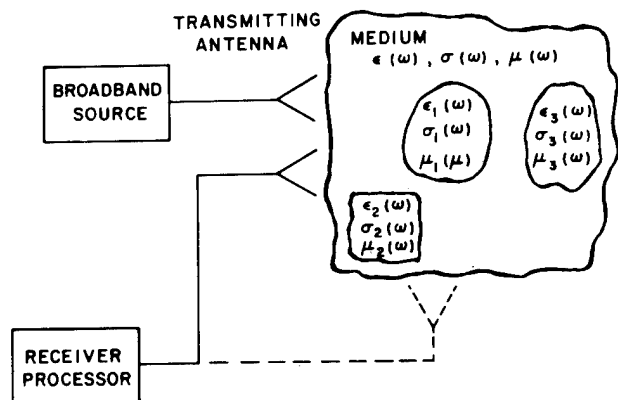 TRANSMITTING
ANTENNA
MEDIUM
ϵ(ω), σ(ω), μ(ω)
BROADBAND
SOURCE
ϵ₁(ω)
σ₁(ω)
μ₁(μ)
ϵ₃(ω)
σ₃(ω)
μ₃(ω)
ϵ₂(ω)
σ₂(ω)
μ₂(ω)
RECEIVER
PROCESSOR